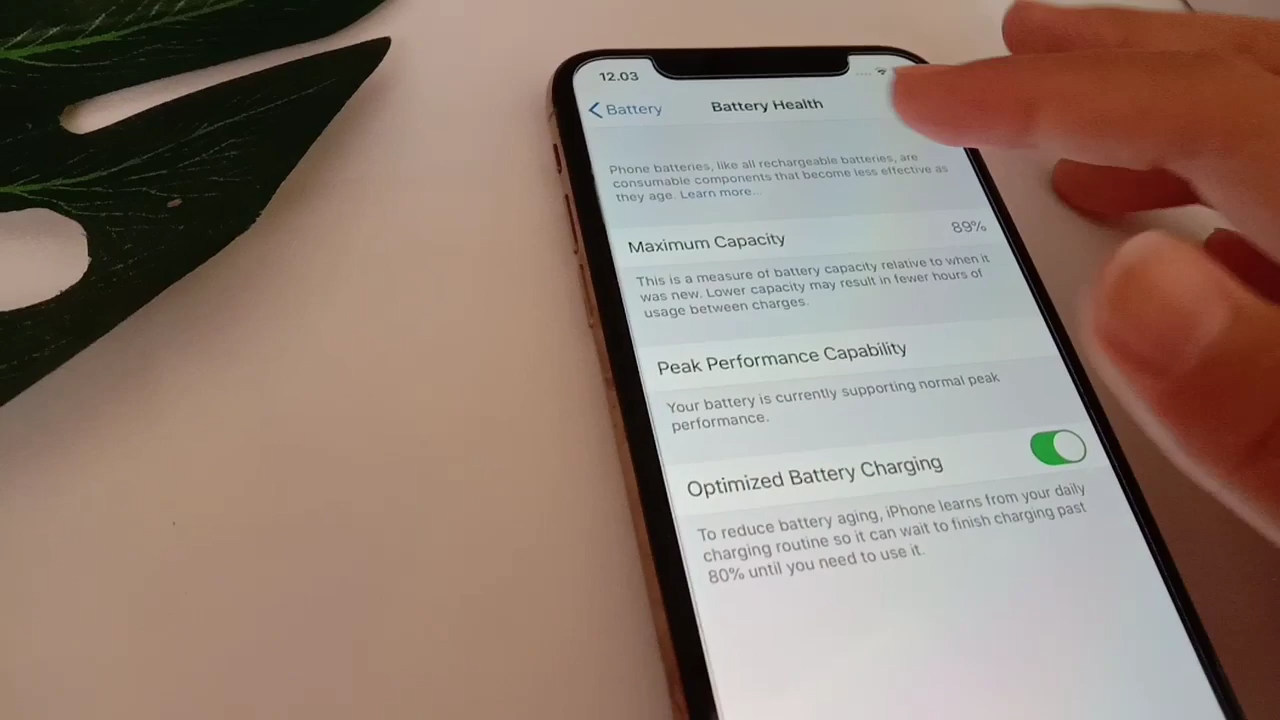 12.03
Battery
Battery Health
Phone batteries, like all rechargeable batteries, are
consumable components that become less effective as
they age. Learn more...
Maximum Capacity 89%
This is a measure of battery capacity relative to when it
was new. Lower capacity may result in fewer hours of
usage between charges.
Peak Performance Capability
Your battery is currently supporting normal peak
performance.
Optimized Battery Charging
To reduce battery aging, iPhone learns from your daily
charging routine so it can wait to finish charging past
80% until you need to use it.